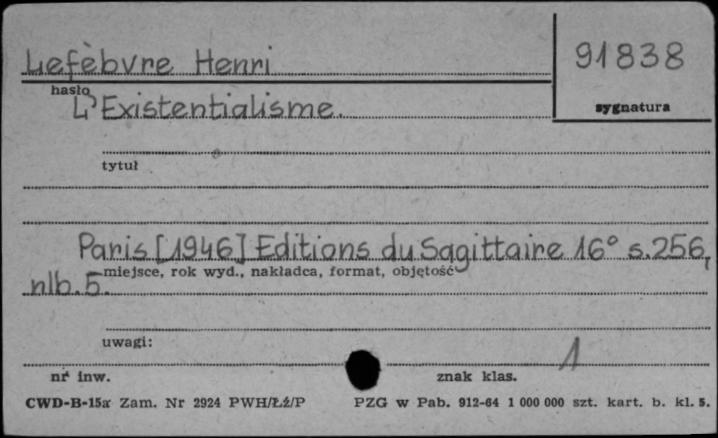 Lefèbvre Henri
91838
hasło
sygnatura
L'Existentialisme.
tytuł
Paris [1946] Editions du Sagittaire 16° s.256,
miejsce, rok wyd., nakładca, format, objętość
nlb. 5.
uwagi:
1
nr inw.
znak klas.
CWD-B-15a Zam. Nr 2924 PWH/Łź/P PZG w Pab. 912-64 1 000 000 szt. kart. b. kl. 5.